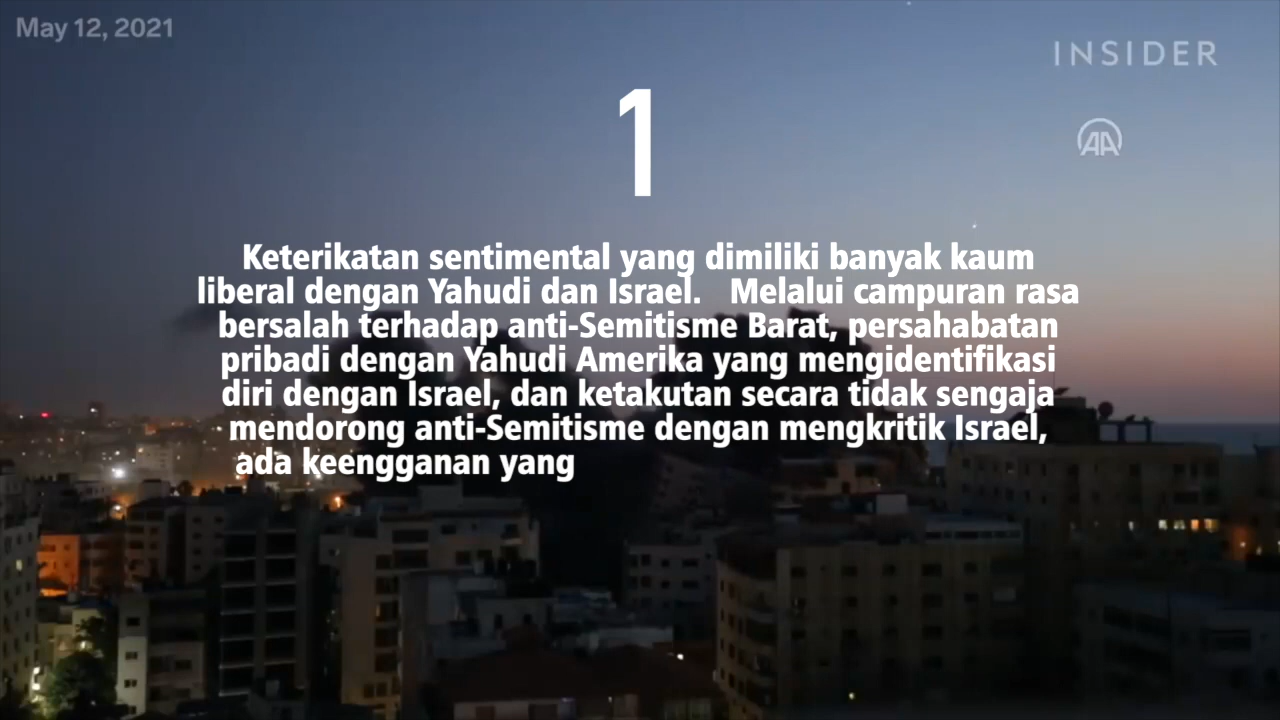 May 12, 2021
INSIDER
AA
1
Keterikatan sentimental yang dimiliki banyak kaum
liberal dengan Yahudi dan Israel. Melalui campuran rasa
bersalah terhadap anti-Semitisme Barat, persahabatan
pribadi dengan Yahudi Amerika yang mengidentifikasi
diri dengan Israel, dan ketakutan secara tidak sengaja
mendorong anti-Semitisme dengan mengkritik Israel,
ada keengganan yang